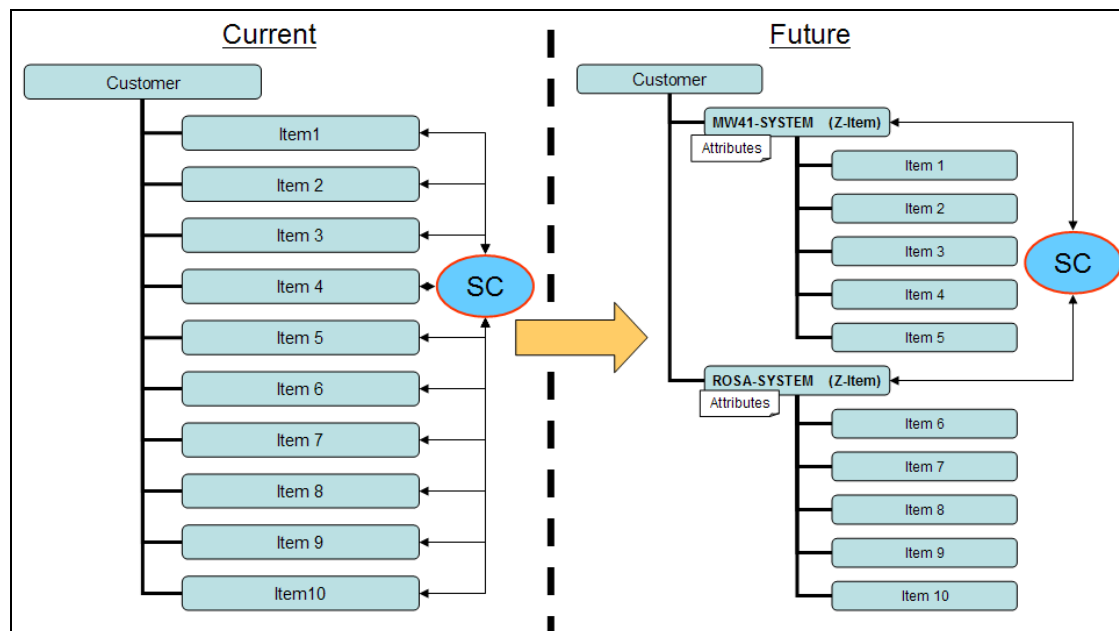 Current
Customer
Item1
Item 2
Item 3
Item 4
Item 5
Item 6
Item 7
Item 8
Item 9
Item10
SC
Future
Customer
MW41-SYSTEM (Z-Item)
Attributes
Item 1
Item 2
Item 3
Item 4
Item 5
SC
ROSA-SYSTEM (Z-Item)
Attributes
Item 6
Item 7
Item 8
Item 9
Item 10